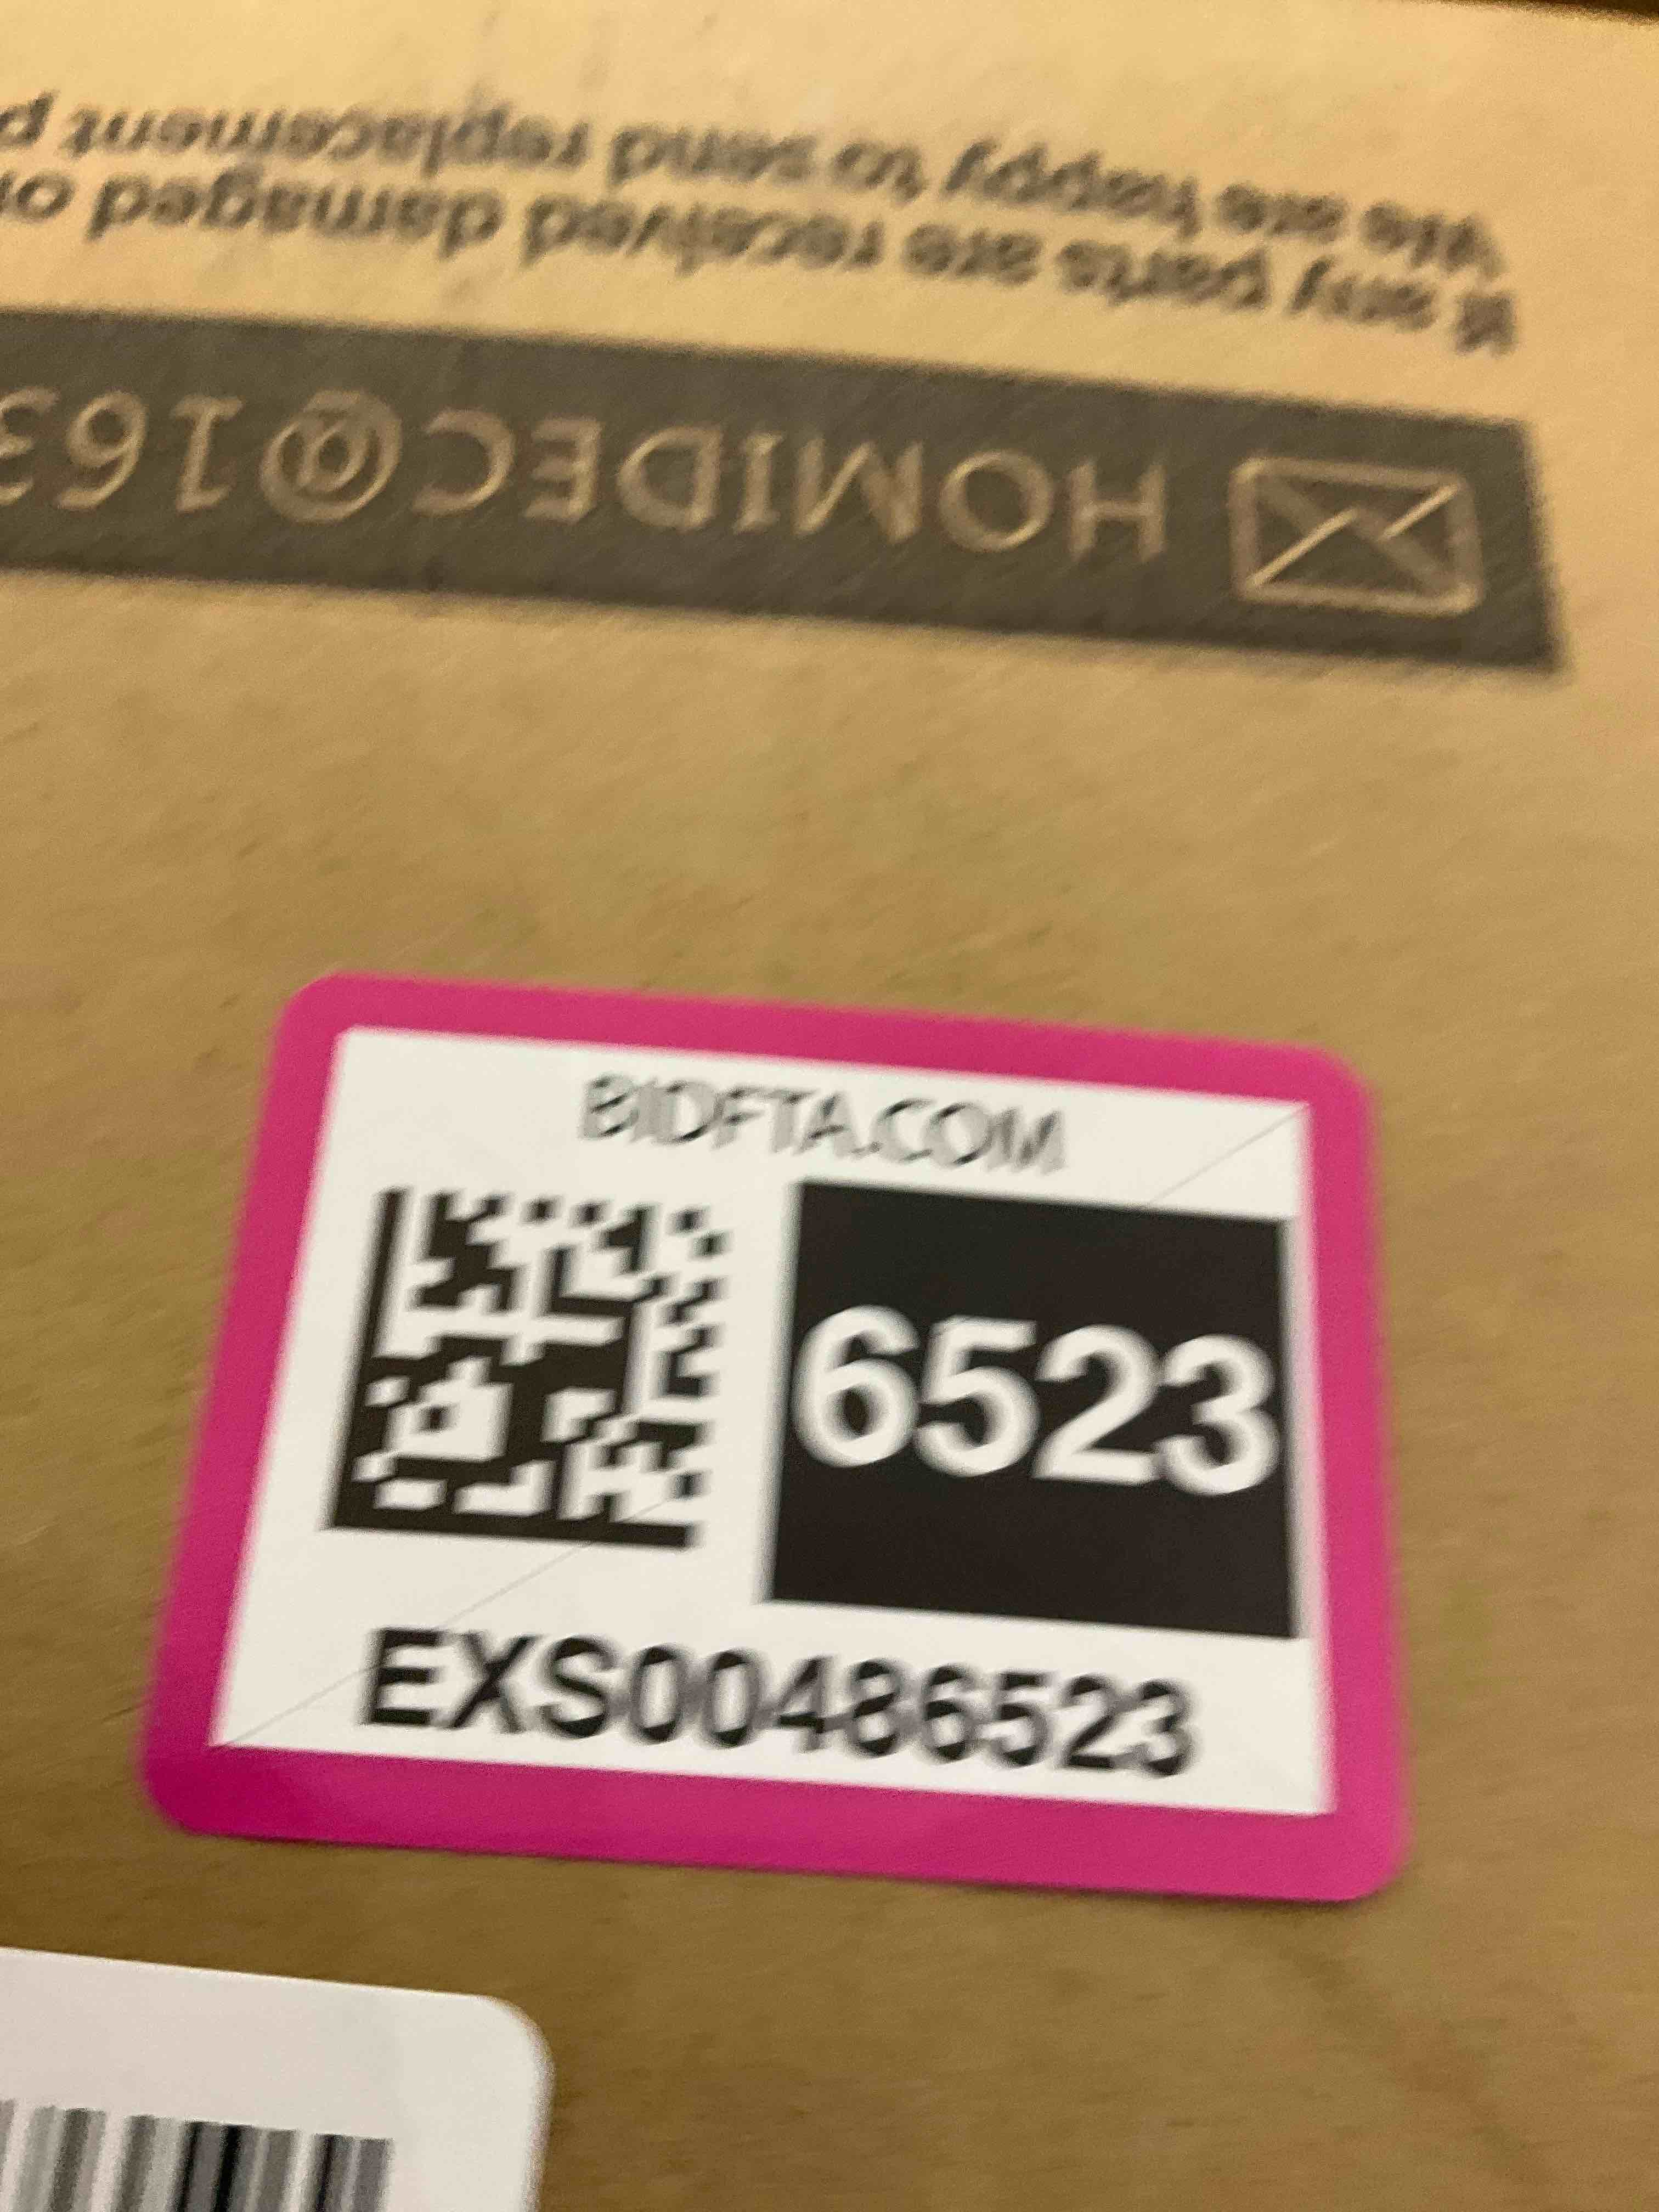 We are happy to send replacement p
If any parts are received damaged or
HOMIDEC@163
BIDFTA.COM
6523
EXS00486523